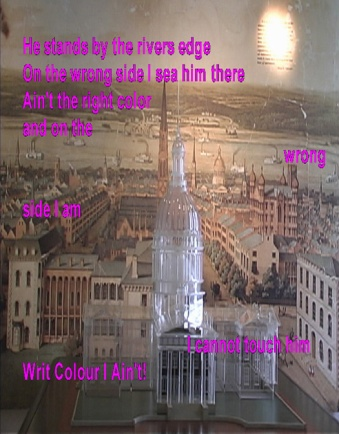 He stands by the rivers edge
On the wrong side I sea him there
Ain't the right color
and on the
wrong
side I am
I cannot touch him
Writ Colour I Ain't!